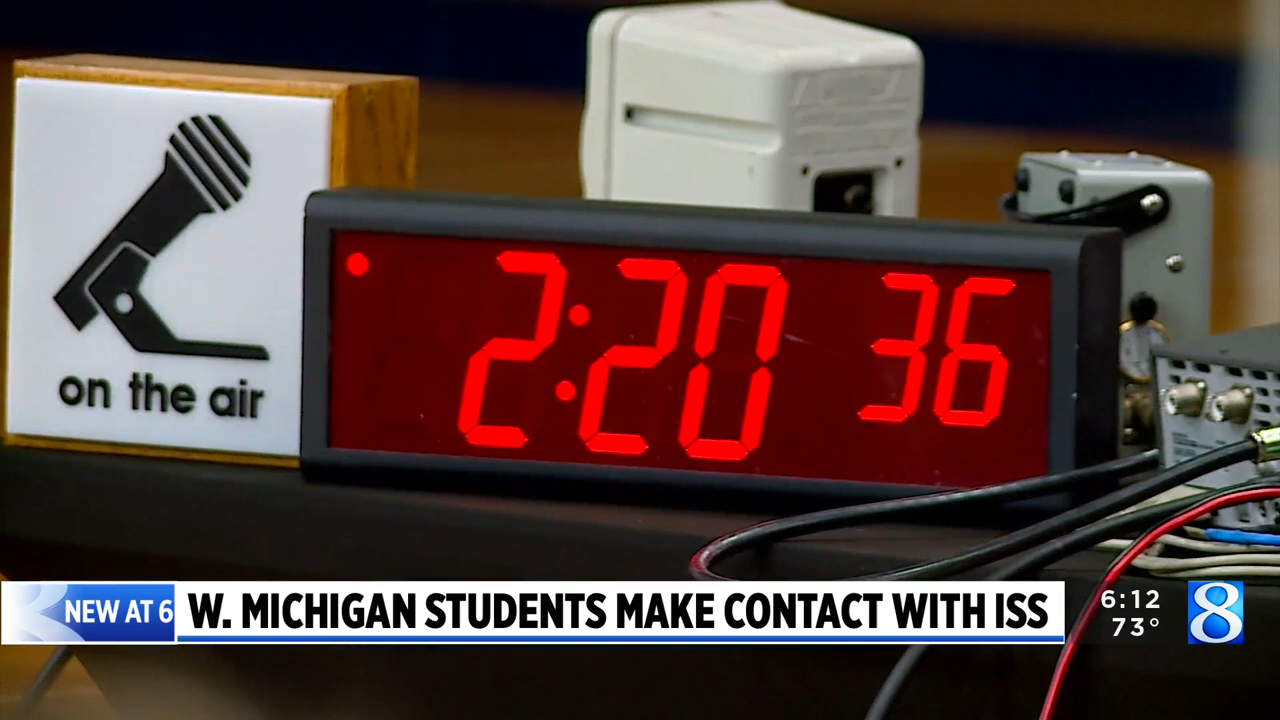 on the air
2:20 36
NEW AT 6
W. MICHIGAN STUDENTS MAKE CONTACT WITH ISS
6:12
73°
8